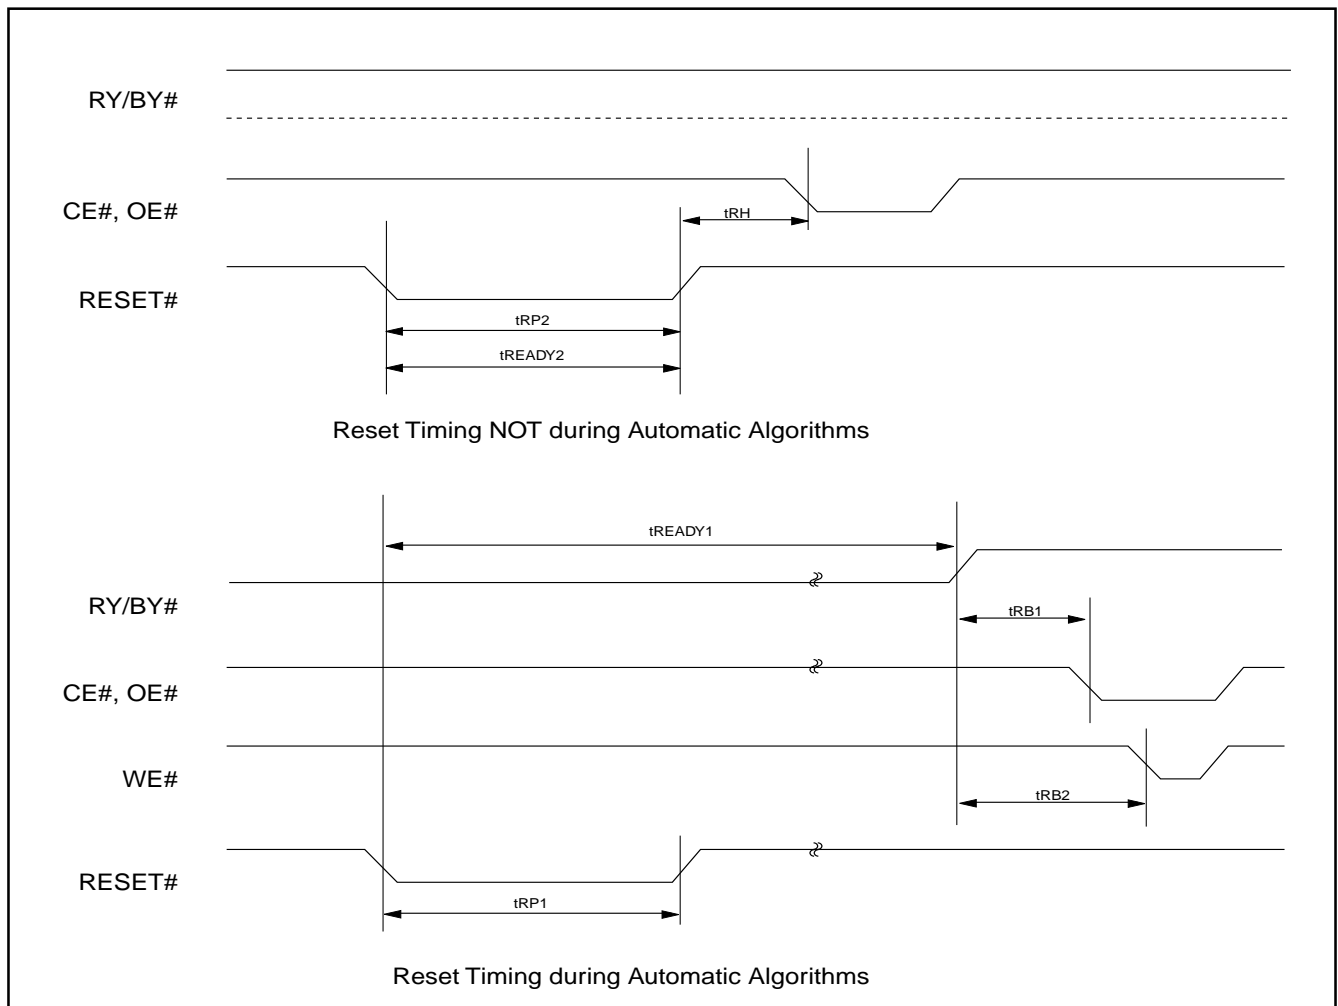 RY/BY#
CE#, OE#
tRH
RESET#
tRP2
tREADY2
Reset Timing NOT during Automatic Algorithms
tREADY1
RY/BY#
tRB1
CE#, OE#
WE#
tRB2
RESET#
tRP1
Reset Timing during Automatic Algorithms